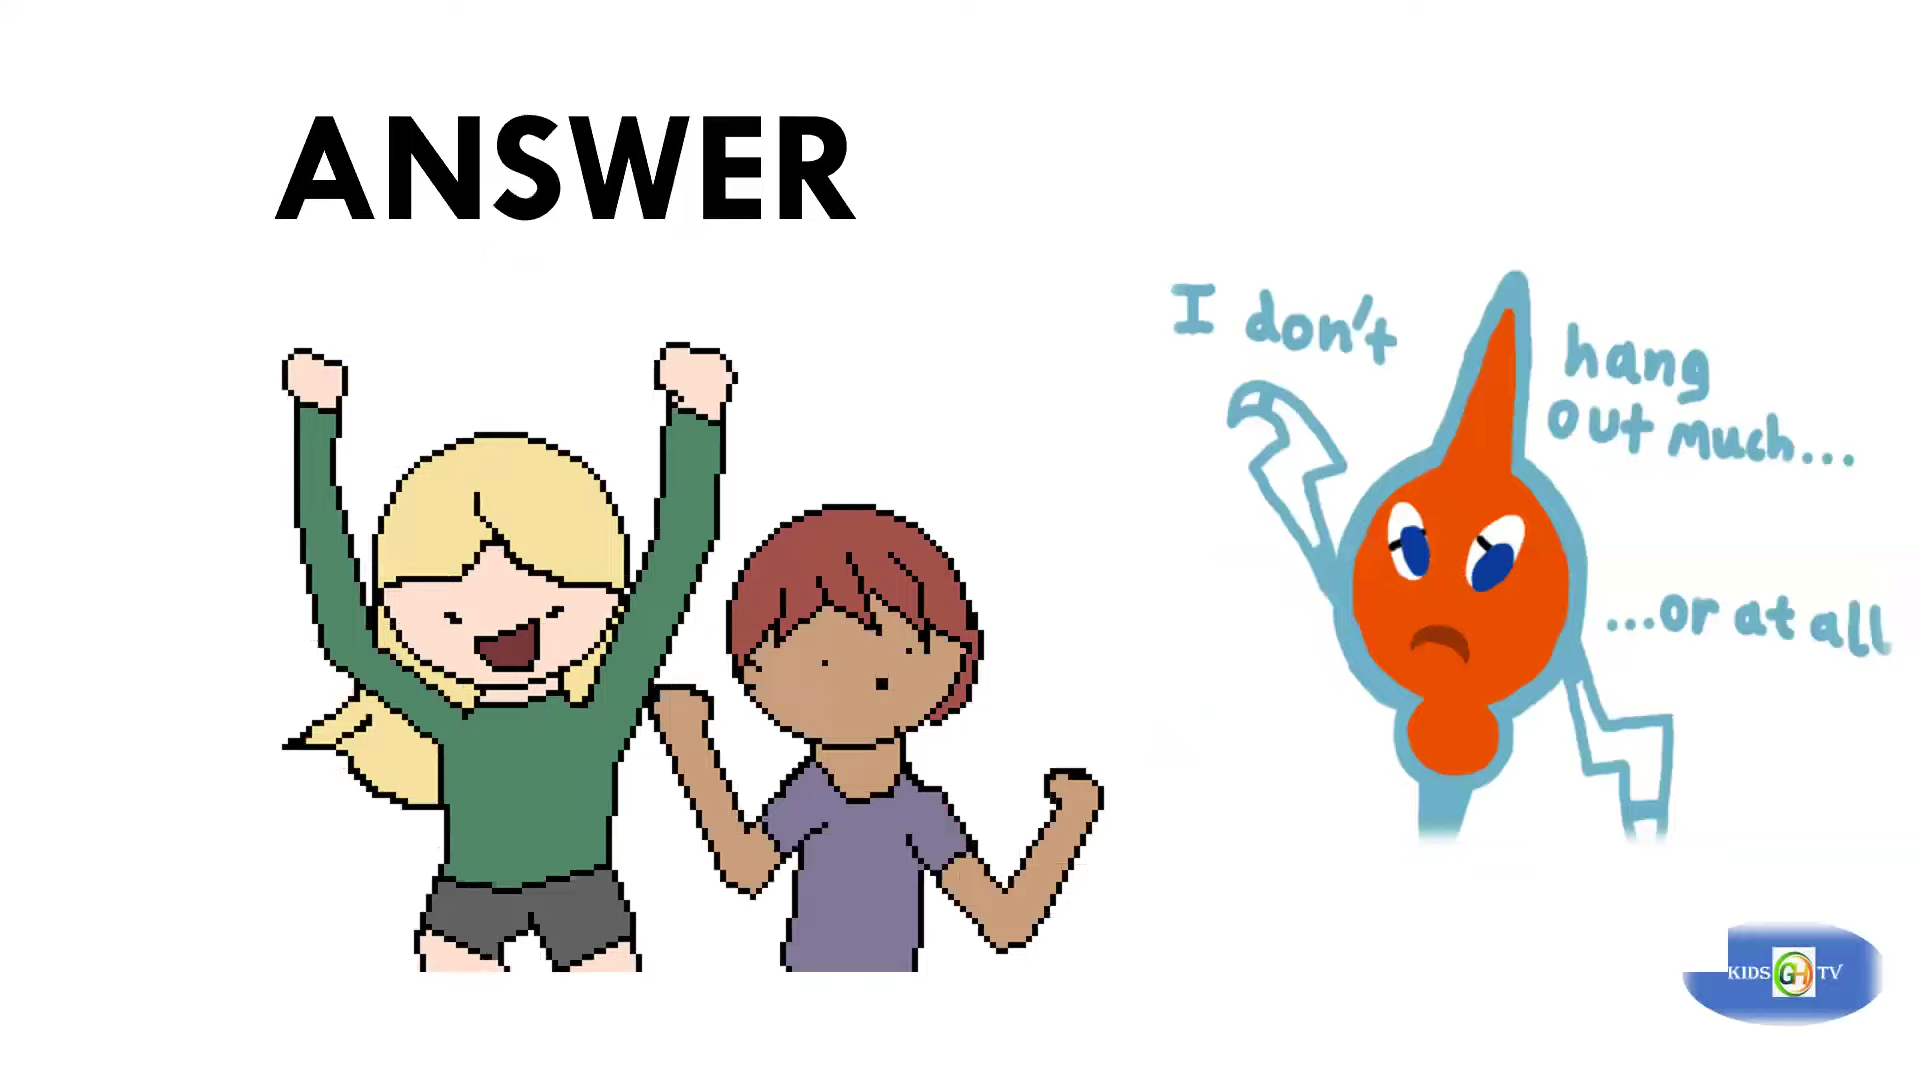 ANSWER
I don't
hang
out much...
...or at all
KIDS GH TV